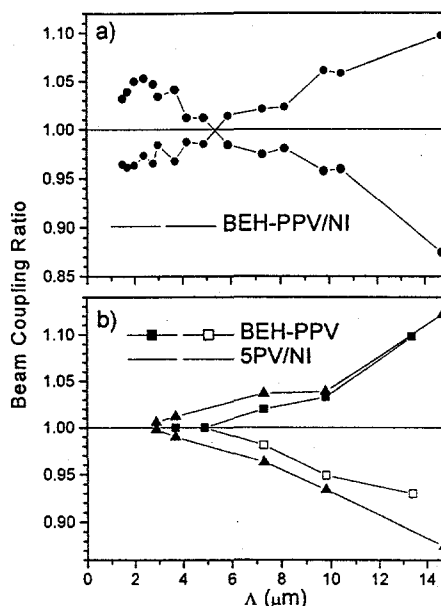 a)
1.10
1.05
1.00
0.95
0.90
0.85
BEH-PPV/NI
Beam Coupling Ratio
b)
BEH-PPV
5PV/NI
1.10
1.05
1.00
0.95
0.90
0 2 4 6 8 10 12 14
Λ (μm)